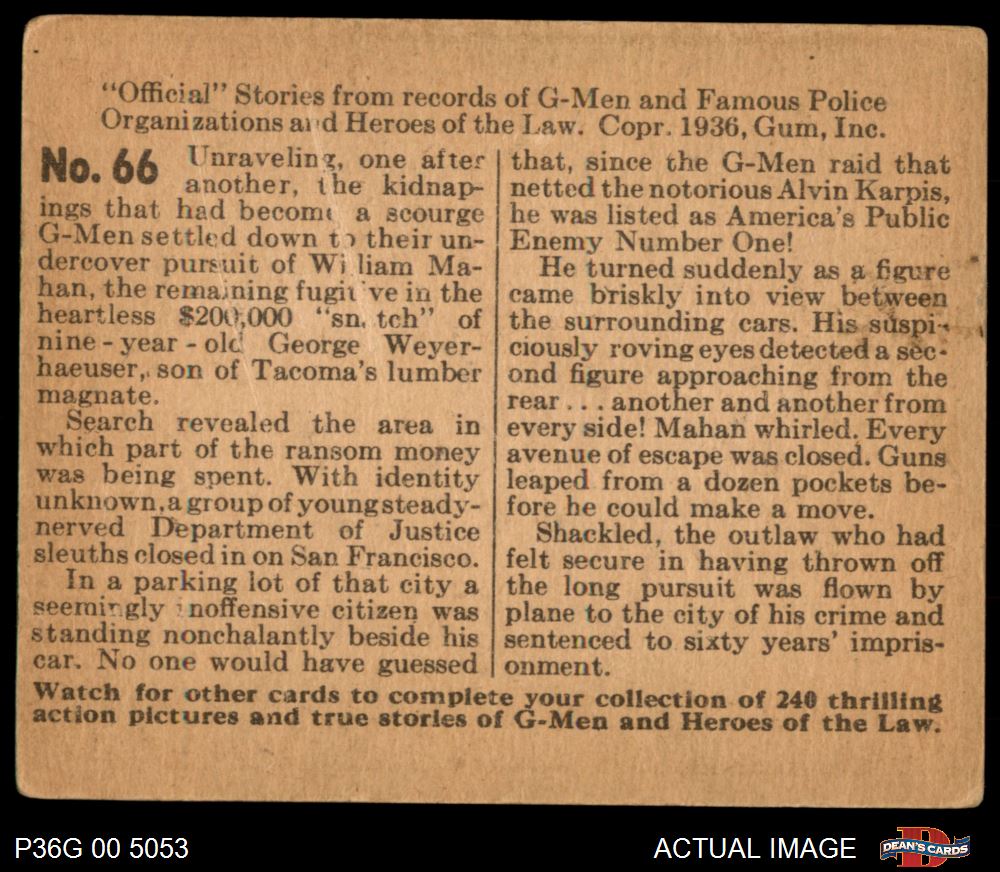 "Official" Stories from records of G-Men and Famous Police
Organizations and Heroes of the Law. Copr. 1936, Gum, Inc.
No. 66
Unraveling, one after
another, the kidnap-
ings that had become a scourge
G-Men settled down to their un-
dercover pursuit of William Ma-
han, the remaining fugitive in the
heartless $200,000 "snatch" of
nine-year-old George Weyer-
haeuser, son of Tacoma's lumber
magnate.
Search revealed the area in
which part of the ransom money
was being spent. With identity
unknown, a group of young steady-
nerved Department of Justice
sleuths closed in on San Francisco.
In a parking lot of that city a
seemingly inoffensive citizen was
standing nonchalantly beside his
car. No one would have guessed
that, since the G-Men raid that
netted the notorious Alvin Karpis,
he was listed as America's Public
Enemy Number One!
He turned suddenly as a figure
came briskly into view between
the surrounding cars. His suspi-
ciously roving eyes detected a sec-
ond figure approaching from the
rear... another and another from
every side! Mahan whirled. Every
avenue of escape was closed. Guns
leaped from a dozen pockets be-
fore he could make a move.
Shackled, the outlaw who had
felt secure in having thrown off
the long pursuit was flown by
plane to the city of his crime and
sentenced to sixty years' impris-
onment.
Watch for other cards to complete your collection of 240 thrilling
action pictures and true stories of G-Men and Heroes of the Law.
P36G 00 5053
ACTUAL IMAGE
D
DEAN'S CARDS